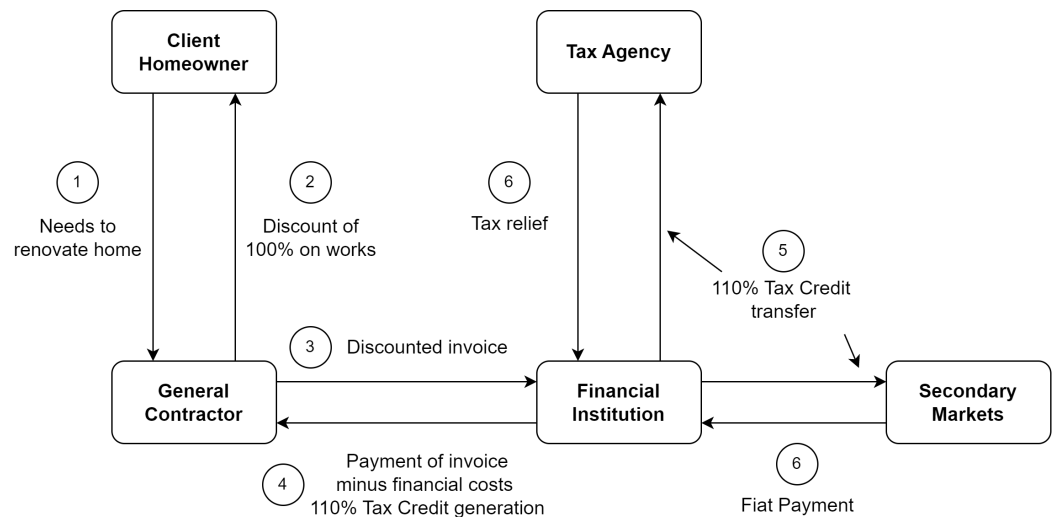 Client
Homeowner
Tax Agency
1
Needs to
renovate home
2
Discount of
100% on works
6
Tax relief
5
110% Tax Credit
transfer
3
Discounted invoice
General
Contractor
Financial
Institution
Secondary
Markets
4
Payment of invoice
minus financial costs
110% Tax Credit generation
6
Fiat Payment